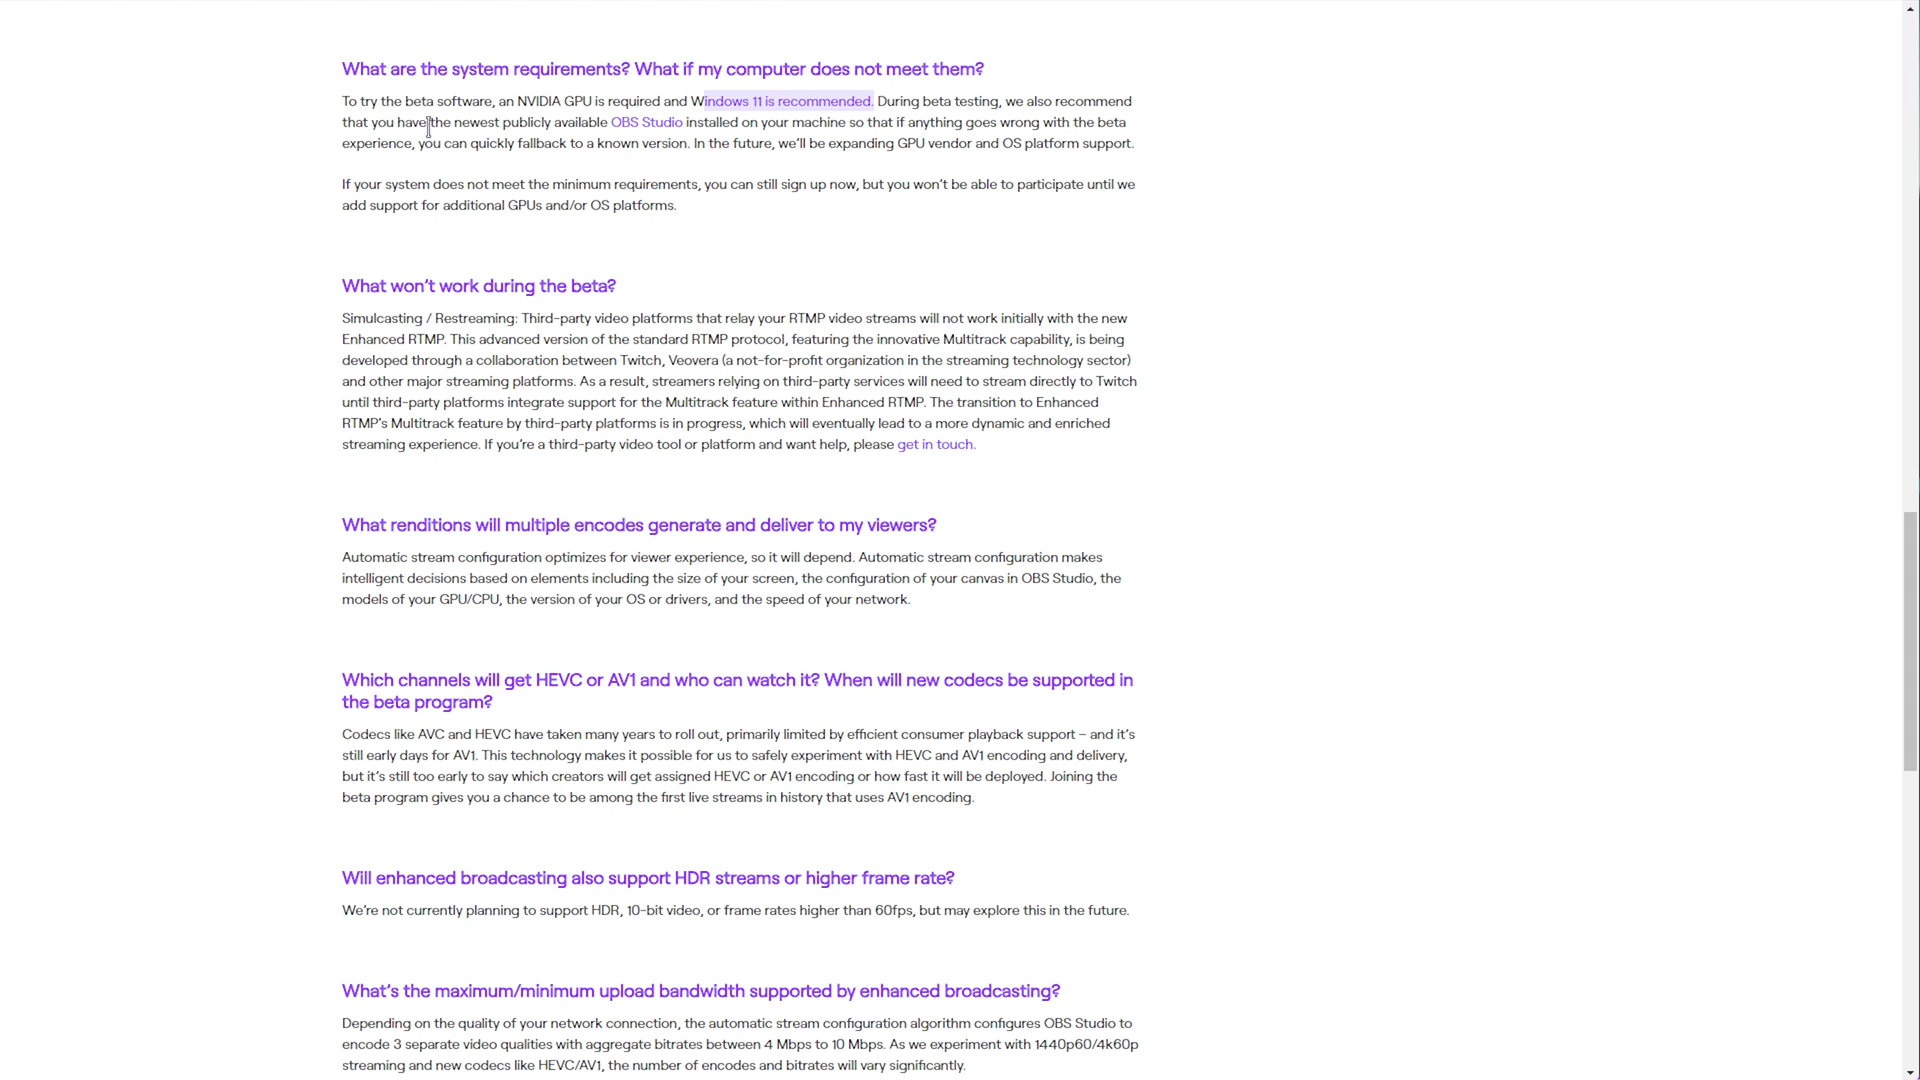 What are the system requirements? What if my computer does not meet them?
To try the beta software, an NVIDIA GPU is required and Windows 11 is recommended. During beta testing, we also recommend
that you have the newest publicly available OBS Studio installed on your machine so that if anything goes wrong with the beta
experience, you can quickly fallback to a known version. In the future, we’ll be expanding GPU vendor and OS platform support.
If your system does not meet the minimum requirements, you can still sign up now, but you won’t be able to participate until we
add support for additional GPUs and/or OS platforms.
What won’t work during the beta?
Simulcasting / Restreaming: Third-party video platforms that relay your RTMP video streams will not work initially with the new
Enhanced RTMP. This advanced version of the standard RTMP protocol, featuring the innovative Multitrack capability, is being
developed through a collaboration between Twitch, Veovera (a not-for-profit organization in the streaming technology sector)
and other major streaming platforms. As a result, streamers relying on third-party services will need to stream directly to Twitch
until third-party platforms integrate support for the Multitrack feature within Enhanced RTMP. The transition to Enhanced
RTMP’s Multitrack feature by third-party platforms is in progress, which will eventually lead to a more dynamic and enriched
streaming experience. If you’re a third-party video tool or platform and want help, please get in touch.
What renditions will multiple encodes generate and deliver to my viewers?
Automatic stream configuration optimizes for viewer experience, so it will depend. Automatic stream configuration makes
intelligent decisions based on elements including the size of your screen, the configuration of your canvas in OBS Studio, the
models of your GPU/CPU, the version of your OS or drivers, and the speed of your network.
Which channels will get HEVC or AV1 and who can watch it? When will new codecs be supported in
the beta program?
Codecs like AVC and HEVC have taken many years to roll out, primarily limited by efficient consumer playback support – and it’s
still early days for AV1. This technology makes it possible for us to safely experiment with HEVC and AV1 encoding and delivery,
but it’s still too early to say which creators will get assigned HEVC or AV1 encoding or how fast it will be deployed. Joining the
beta program gives you a chance to be among the first live streams in history that uses AV1 encoding.
Will enhanced broadcasting also support HDR streams or higher frame rate?
We’re not currently planning to support HDR, 10-bit video, or frame rates higher than 60fps, but may explore this in the future.
What’s the maximum/minimum upload bandwidth supported by enhanced broadcasting?
Depending on the quality of your network connection, the automatic stream configuration algorithm configures OBS Studio to
encode 3 separate video qualities with aggregate bitrates between 4 Mbps to 10 Mbps. As we experiment with 1440p60/4k60p
streaming and new codecs like HEVC/AV1, the number of encodes and bitrates will vary significantly.